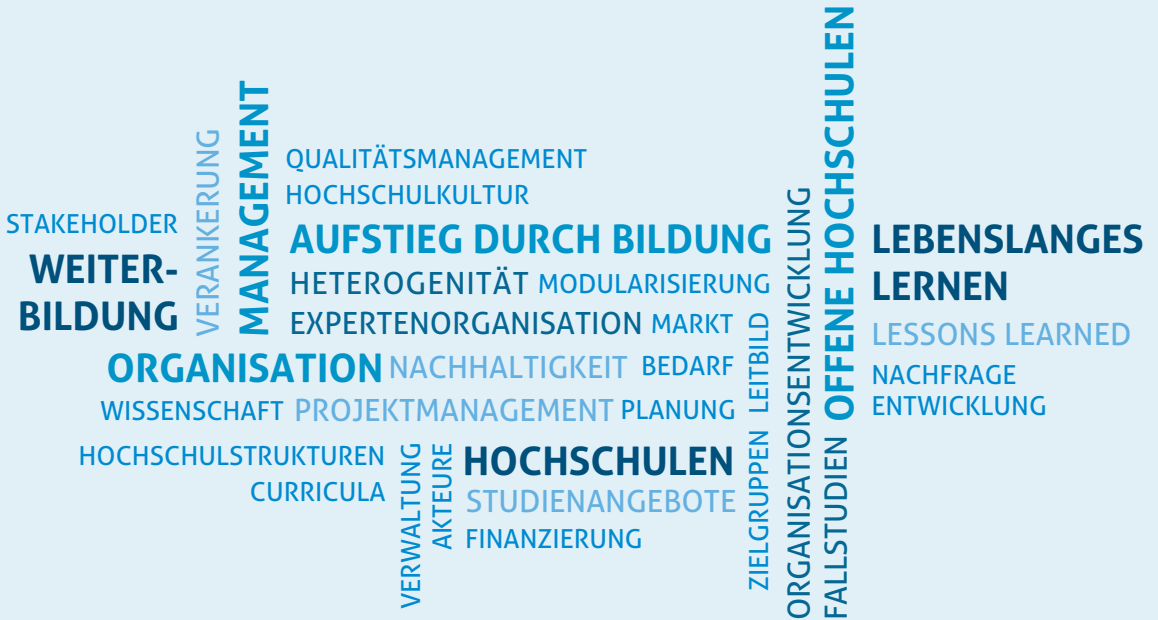 STAKEHOLDER
WEITER-
BILDUNG
VERANKERUNG
MANAGEMENT
QUALITÄTSMANAGEMENT
HOCHSCHULKULTUR
AUFSTIEG DURCH BILDUNG
HETEROGENITÄT MODULARISIERUNG
EXPERTENORGANISATION MARKT
ORGANISATION NACHHALTIGKEIT BEDARF
WISSENSCHAFT PROJEKTMANAGEMENT PLANUNG
HOCHSCHULSTRUKTUREN
CURRICULA
VERWALTUNG
AKTEURE
HOCHSCHULEN
STUDIENANGEBOTE
FINANZIERUNG
ZIELGRUPPEN LEITBILD
ORGANISATIONSENTWICKLUNG
FALLSTUDIEN OFFENE HOCHSCHULEN
LEBENSLANGES
LERNEN
LESSONS LEARNED
NACHFRAGE
ENTWICKLUNG